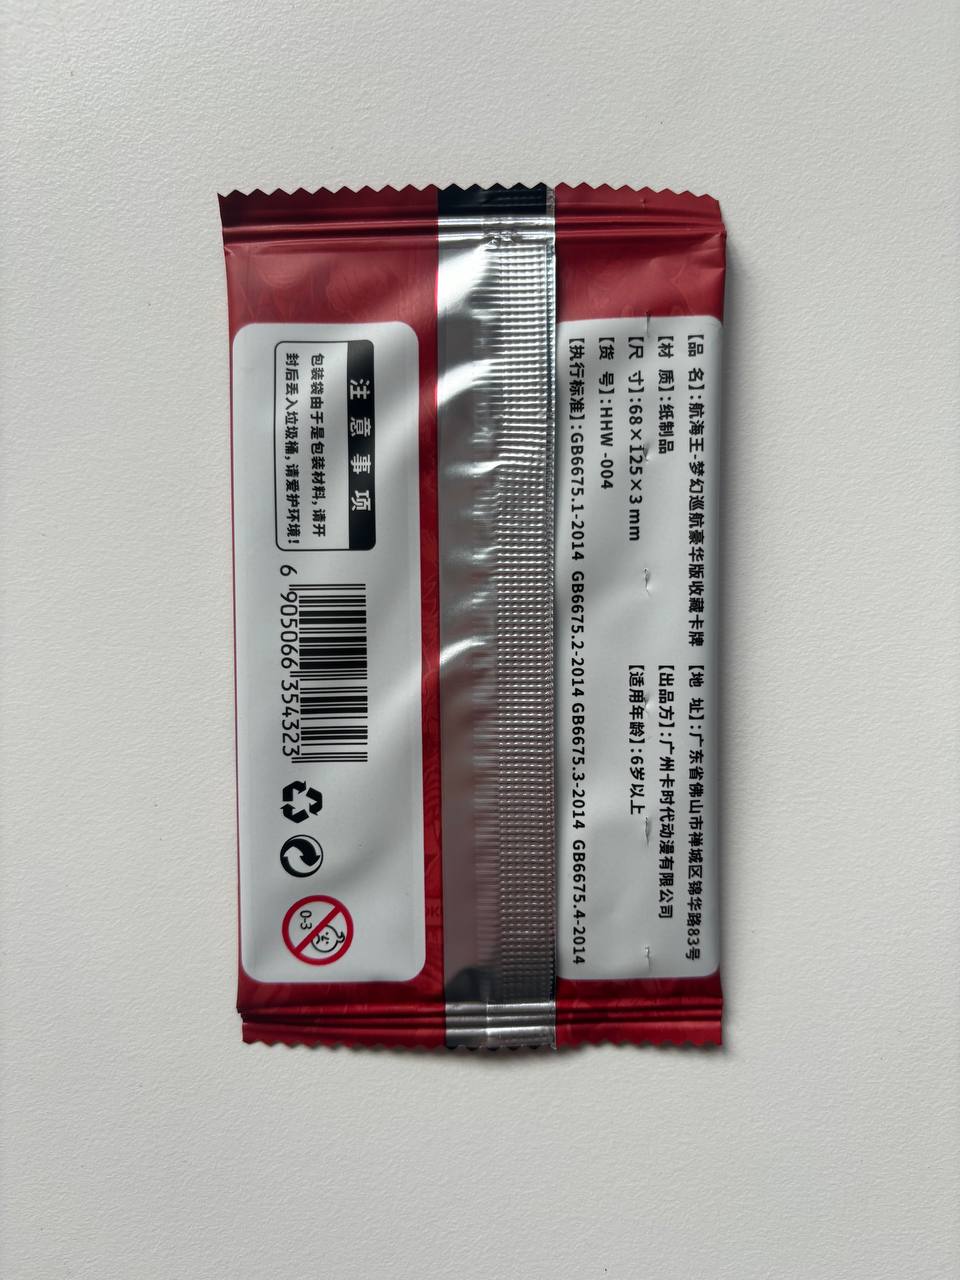 【品 名】:航海王-梦幻巡航豪华版收藏卡牌
【材 质】:纸制品
【尺 寸】:68×125×3mm
【货 号】:HHW-004
【地 址】:广东省佛山市禅城区锦华路83号
【出品方】:广州卡时代动漫有限公司
【适用年龄】:6岁以上
【执行标准】:GB6675.1-2014 GB6675.2-2014 GB6675.3-2014 GB6675.4-2014
注意事项
包装袋由于是包装材料,请开
封后丢入垃圾桶,请爱护环境!
6 905066 354323
0-3